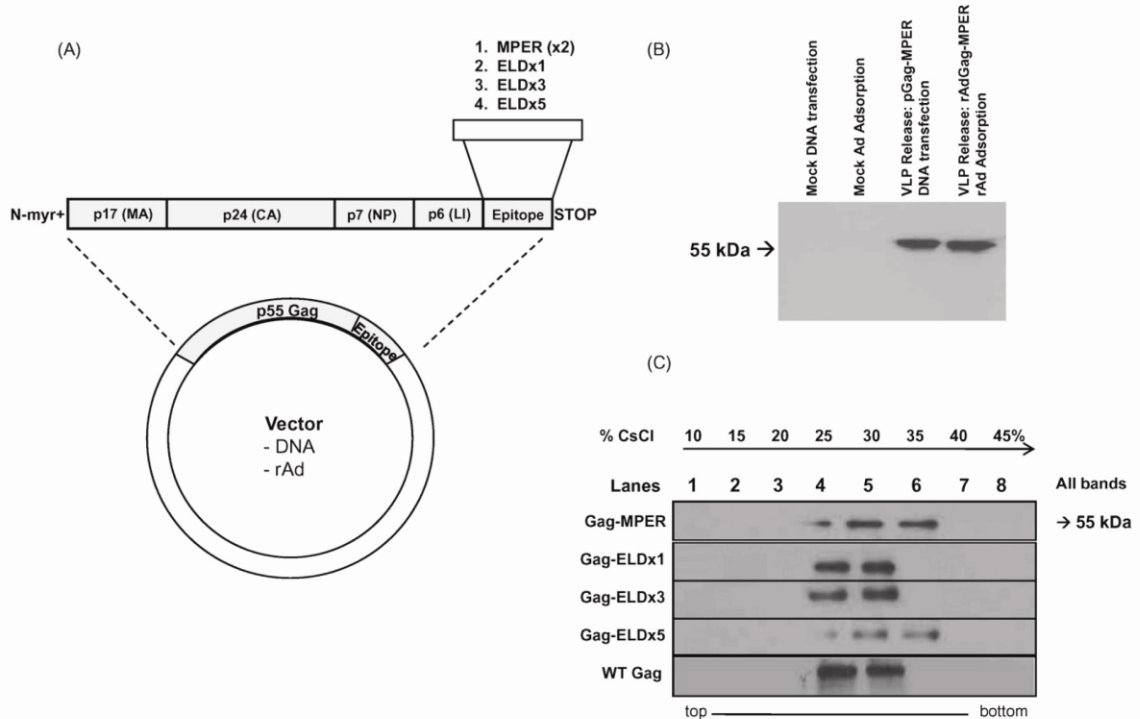 (A)
1. MPER (x2)
2. ELDx1
3. ELDx3
4. ELDx5
N-myr+ p17 (MA) p24 (CA) p7 (NP) p6 (LI) Epitope STOP
p55 Gag
Epitope
Vector
- DNA
- rAd
(B)
Mock DNA transfection
Mock Ad Adsorption
VLP Release: pGag-MPER
DNA transfection
VLP Release: rAdGag-MPER
rAd Adsorption
55 kDa →
(C)
% CsCl 10 15 20 25 30 35 40 45%
Lanes 1 2 3 4 5 6 7 8 All bands
Gag-MPER → 55 kDa
Gag-ELDx1
Gag-ELDx3
Gag-ELDx5
WT Gag
top bottom